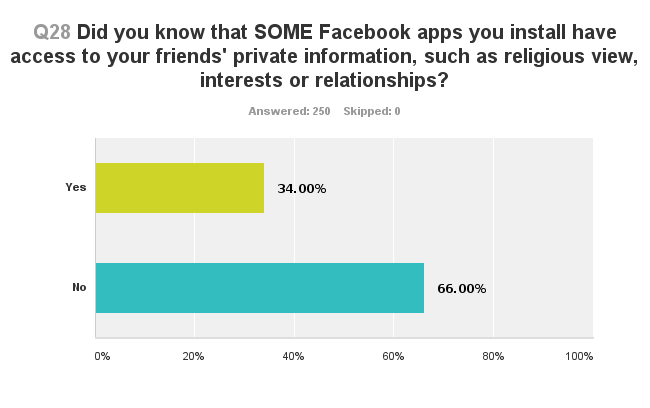 Q28 Did you know that SOME Facebook apps you install have
access to your friends' private information, such as religious view,
interests or relationships?
Answered: 250 Skipped: 0
Yes 34.00%
No 66.00%
0% 20% 40% 60% 80% 100%